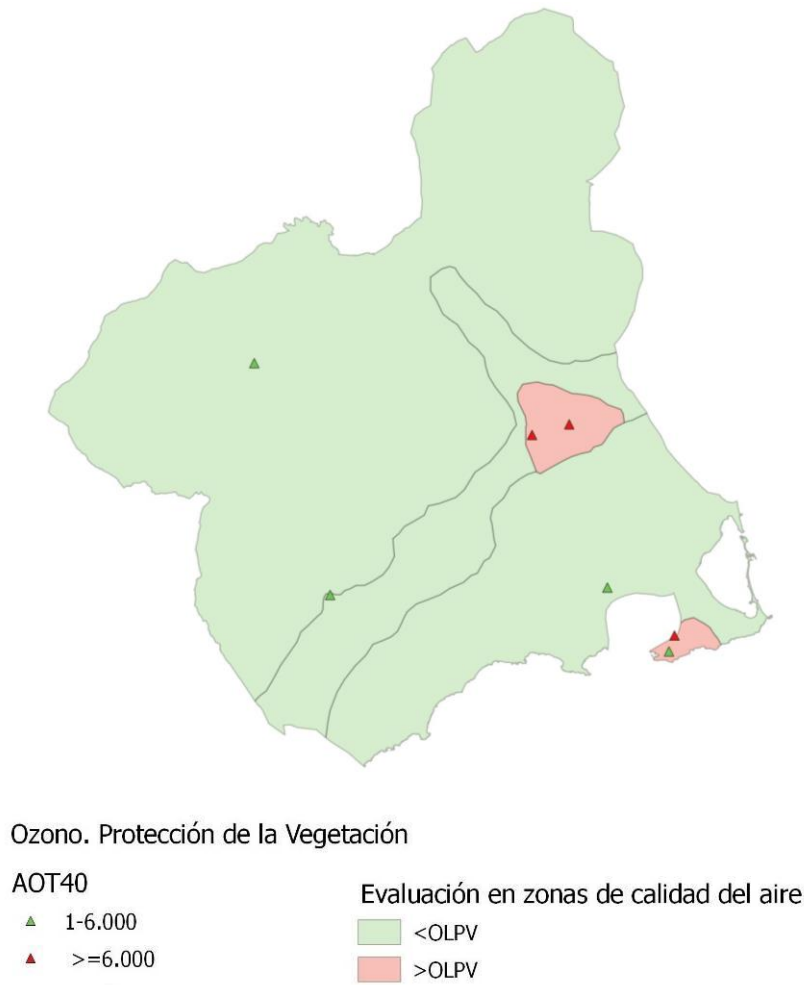 Ozono. Protección de la Vegetación
AOT40
1-6.000
>=6.000
Evaluación en zonas de calidad del aire
<OLPV
>OLPV